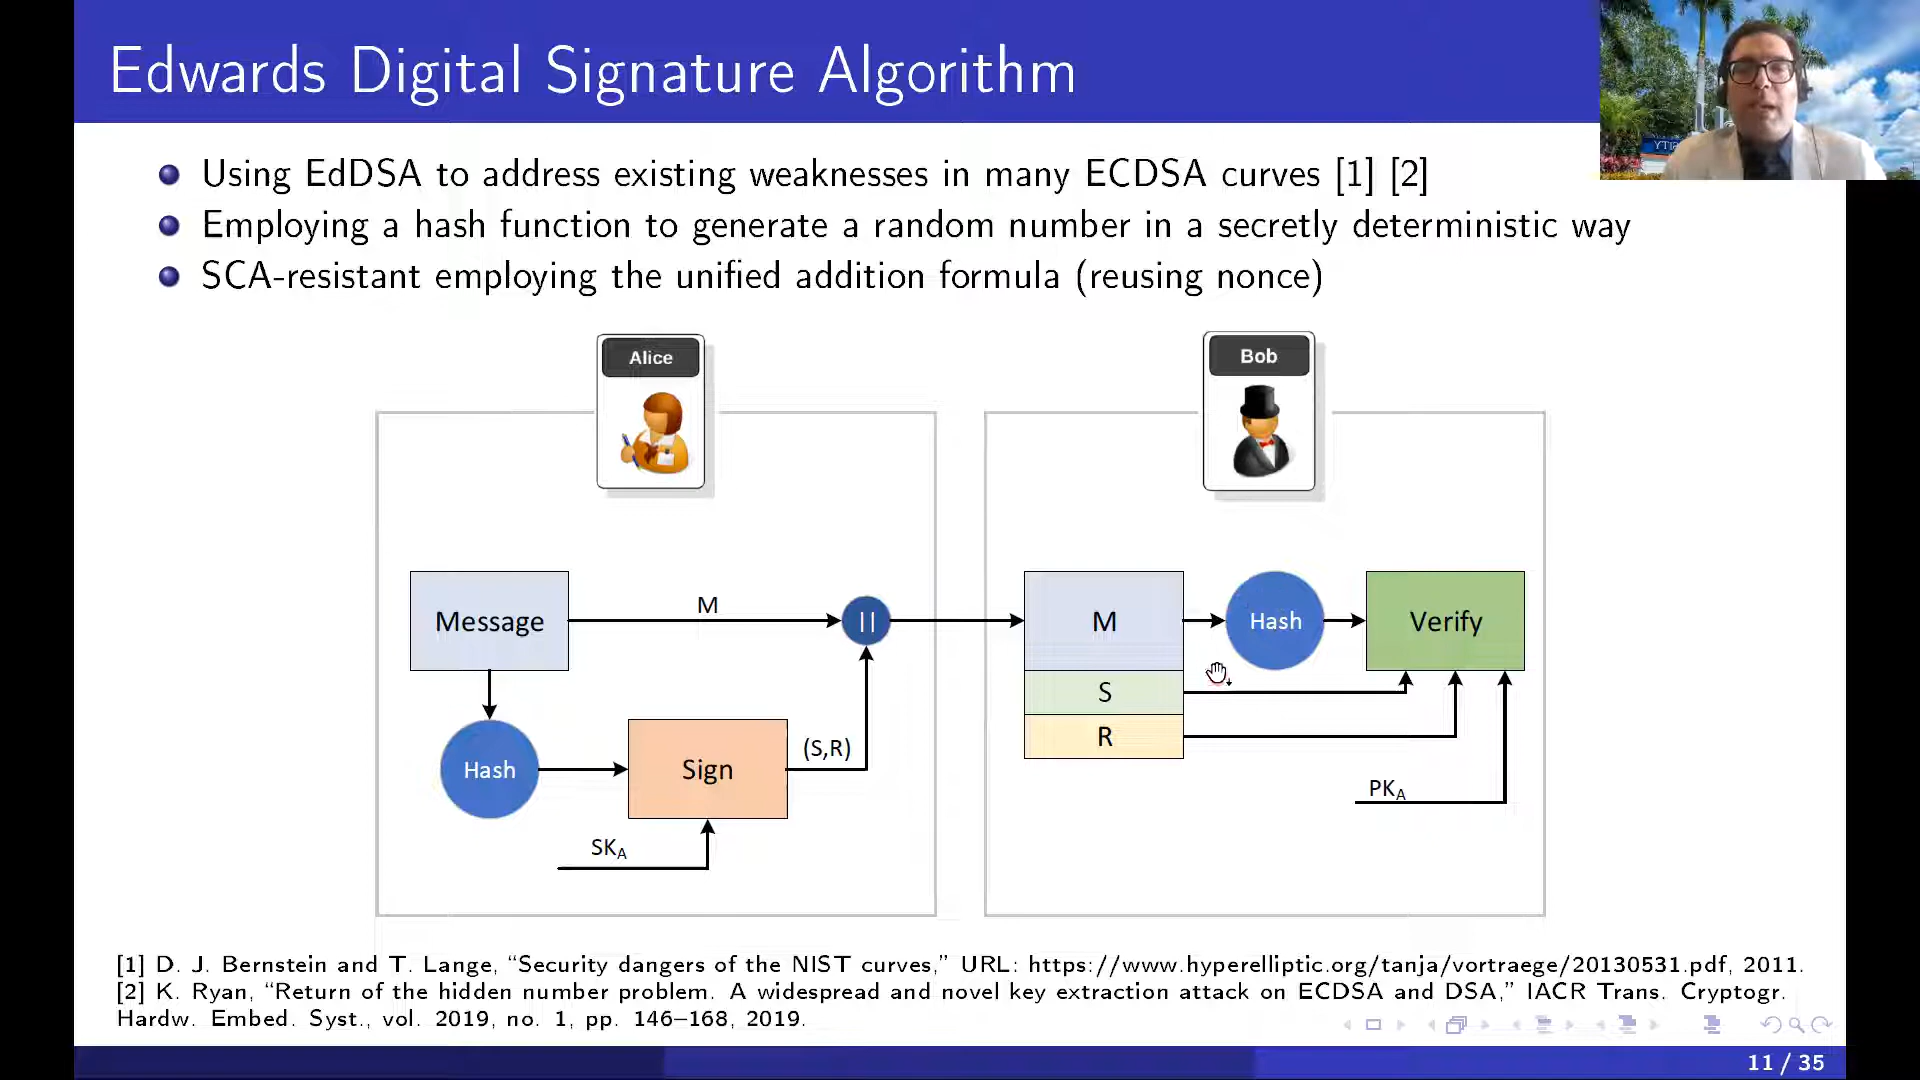 Edwards Digital Signature Algorithm
Using EdDSA to address existing weaknesses in many ECDSA curves [1] [2]
Employing a hash function to generate a random number in a secretly deterministic way
SCA-resistant employing the unified addition formula (reusing nonce)
Alice
Bob
Message
M
||
M
Hash
Verify
S
R
Hash
Sign
(S,R)
PKA
SKA
[1] D. J. Bernstein and T. Lange, “Security dangers of the NIST curves,” URL: https://www.hyperelliptic.org/tanja/vortraege/20130531.pdf, 2011.
[2] K. Ryan, “Return of the hidden number problem. A widespread and novel key extraction attack on ECDSA and DSA,” IACR Trans. Cryptogr.
Hardw. Embed. Syst., vol. 2019, no. 1, pp. 146–168, 2019.
11 / 35